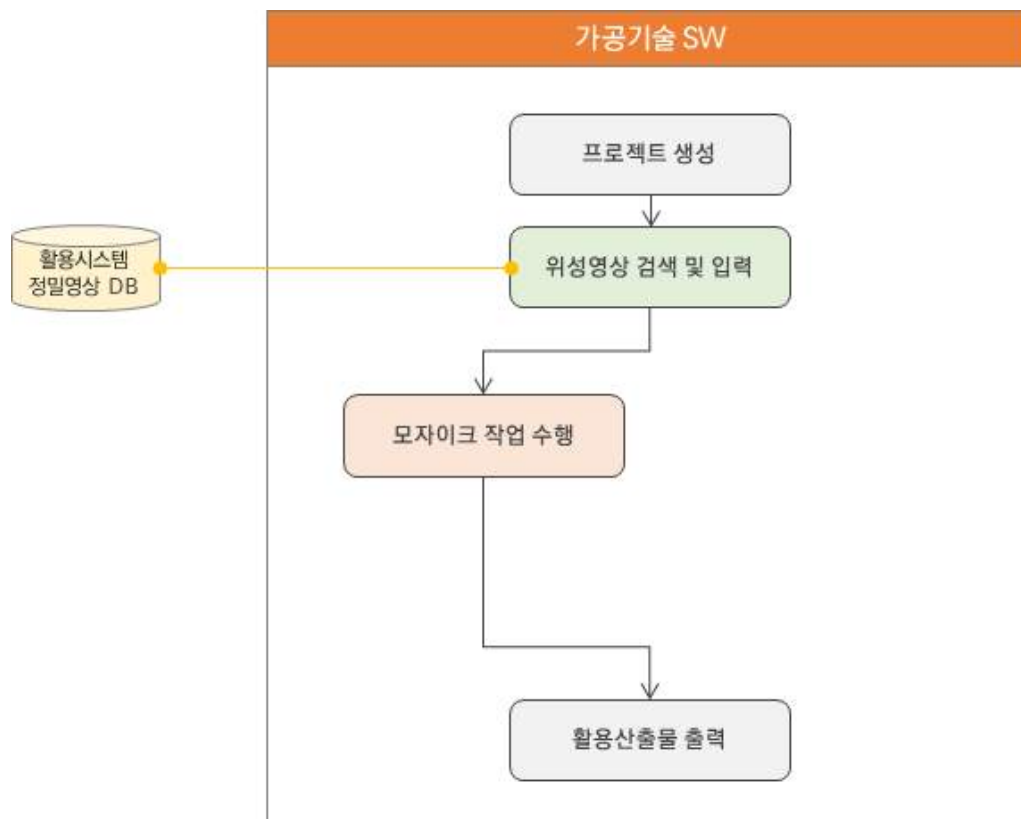 가공기술 SW
프로젝트 생성
활용시스템
정밀영상 DB
위성영상 검색 및 입력
모자이크 작업 수행
활용산출물 출력